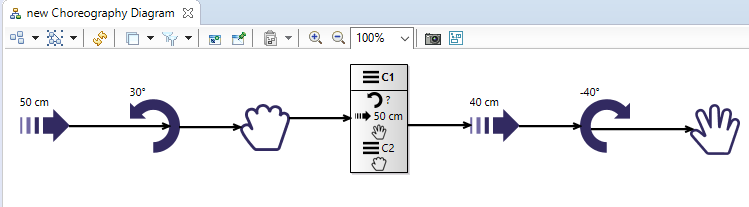 new Choreography Diagram
100%
50 cm
30°
C1
?
50 cm
C2
40 cm
-40°